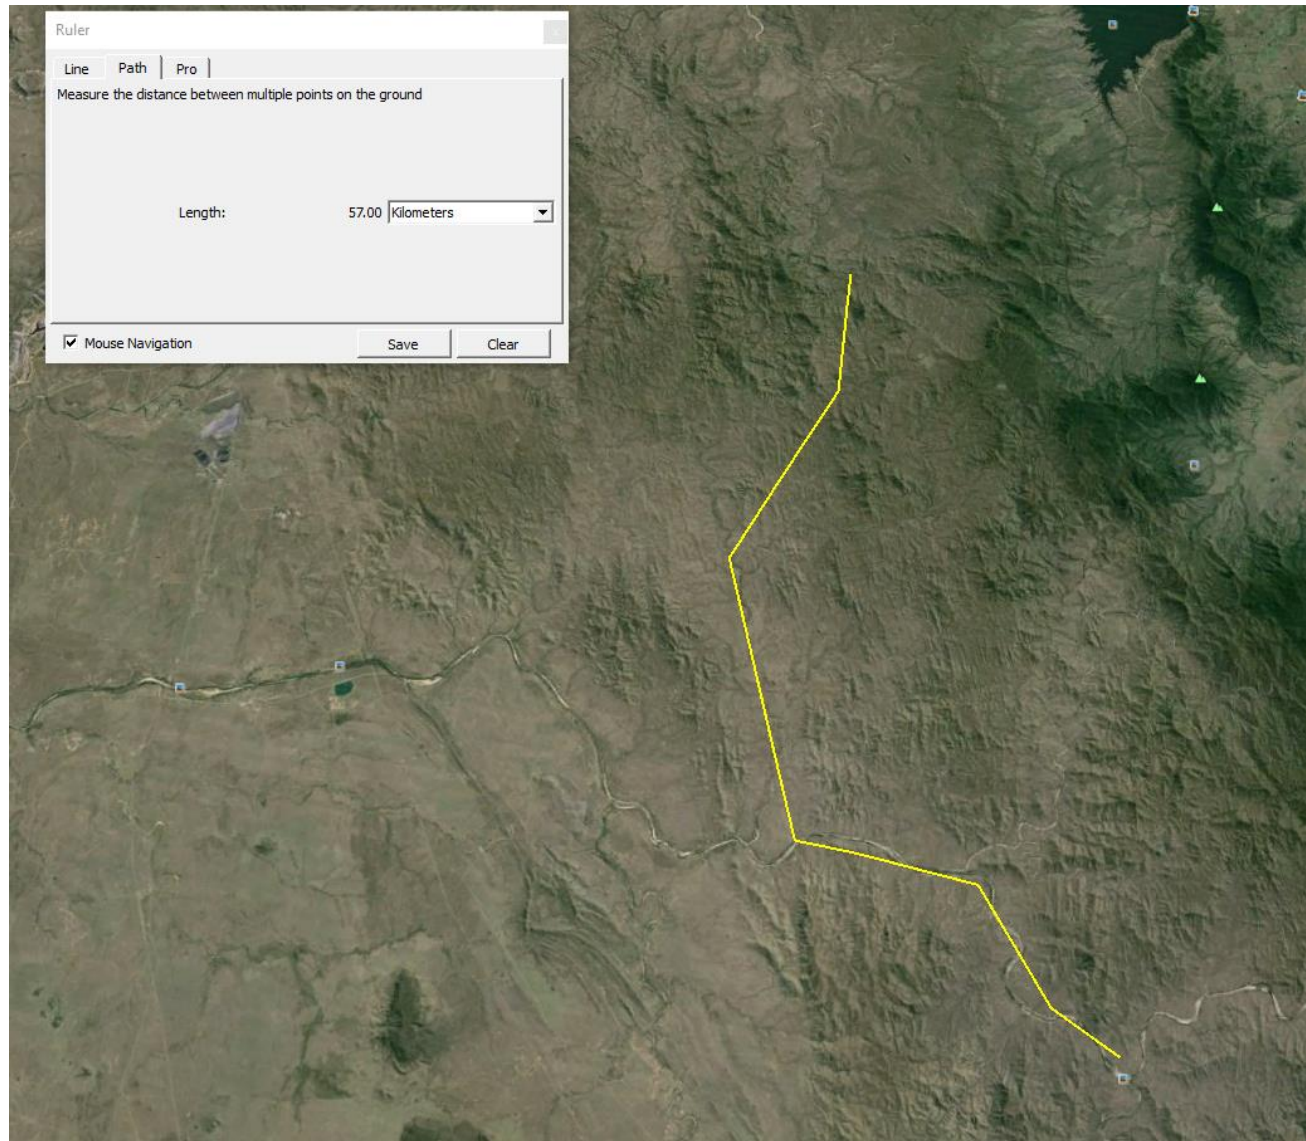 Ruler
Line Path Pro
Measure the distance between multiple points on the ground
Length: 57.00 Kilometers
Mouse Navigation Save Clear